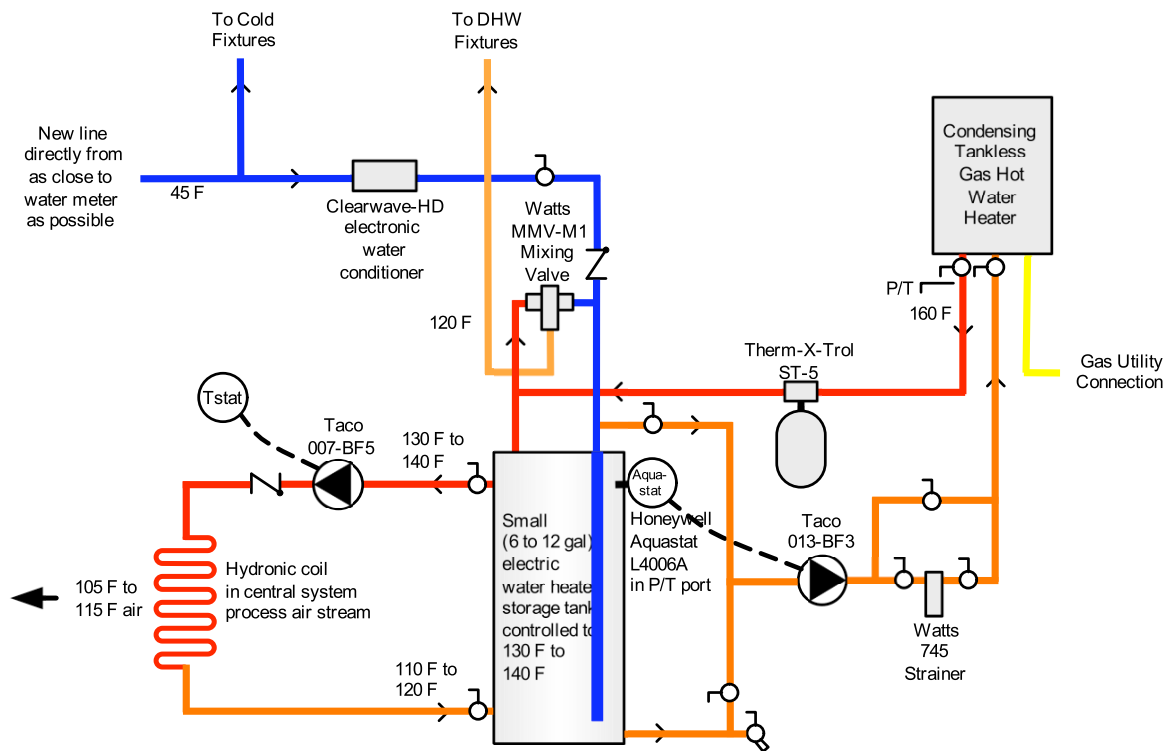 To Cold
Fixtures
To DHW
Fixtures
New line
directly from
as close to
water meter
as possible
45 F
Clearwave-HD
electronic
water
conditioner
Watts
MMV-M1
Mixing
Valve
120 F
Condensing
Tankless
Gas Hot
Water
Heater
P/T
160 F
Therm-X-Trol
ST-5
Gas Utility
Connection
Tstat
Taco
007-BF5
130 F to
140 F
Aqua-
stat
Honeywell
Aquastat
L4006A
in P/T port
Small
(6 to 12 gal)
electric
water heater
storage tank
controlled to
130 F to
140 F
Taco
013-BF3
Watts
745
Strainer
Hydronic coil
in central system
process air stream
105 F to
115 F air
110 F to
120 F